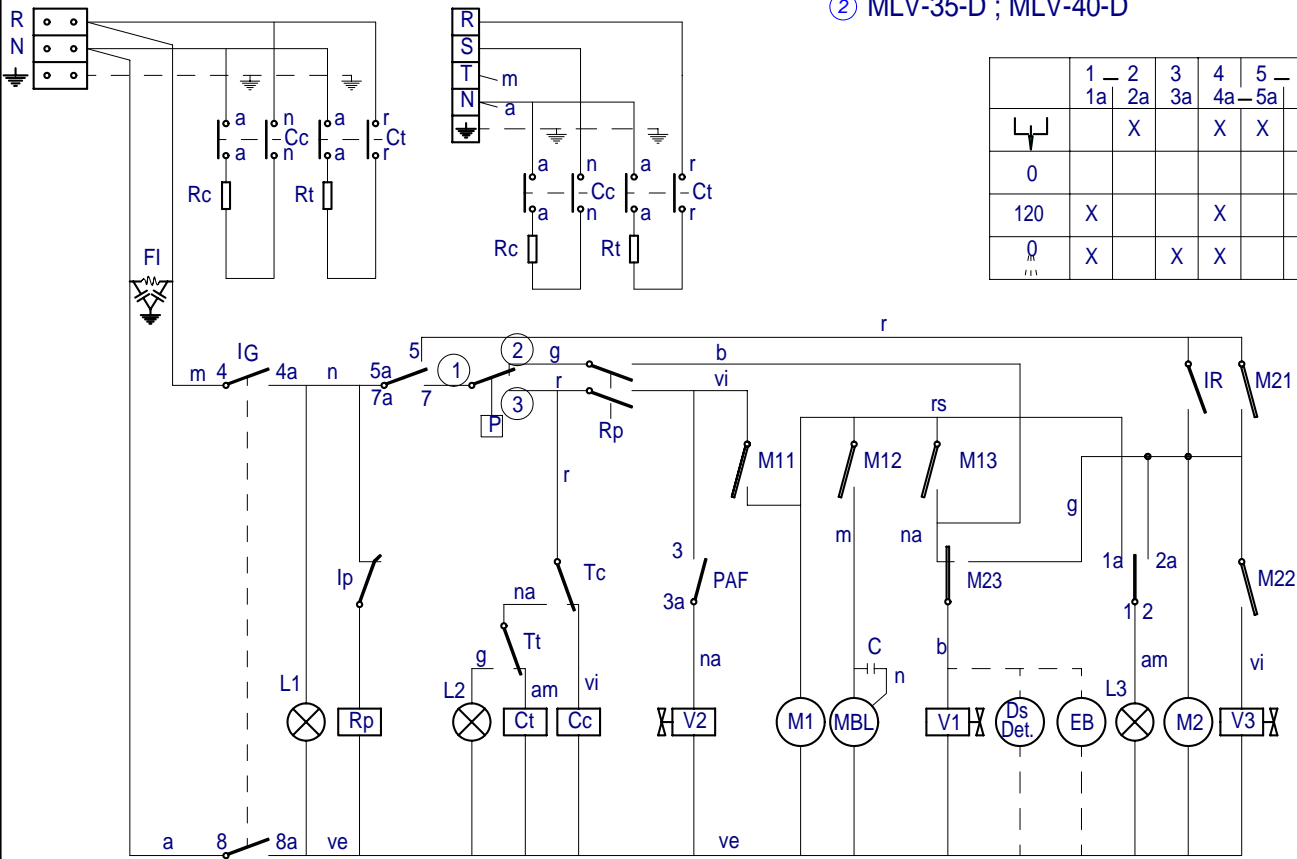 ② MLV-35-D ; MLV-40-D
R
N
a n a r
Cc Ct
a n a r
Rc Rt
R
S
T m
N a
a n a r
Cc Ct
a n a r
Rc Rt
1 – 2 3 4 5 –
1a 2a 3a 4a – 5a
X X X
0
120 X X
0 X X X
FI
r
m 4 IG 4a n 5a 5 1 2 g b
7a 7 3 r vi
P Rp
IR M21
rs
M11 M12 M13
r m na g
Ip Tc 3 PAF 3a M23 1a 2a M22
na Tt 1 2
g am vi na C n b am vi
L1 Rp L2 Ct Cc V2 M1 MBL V1 Ds Det. EB L3 M2 V3
a 8 8a ve ve